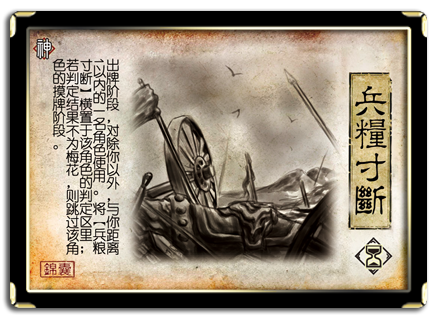 兵糧寸斷
神
出牌阶段，对除你以外，与你距离
1以内的一名角色使用。将【兵粮
寸断】横置于该角色的判定区里；
若判定结果不为梅花，则跳过该角
色的摸牌阶段。
錦囊